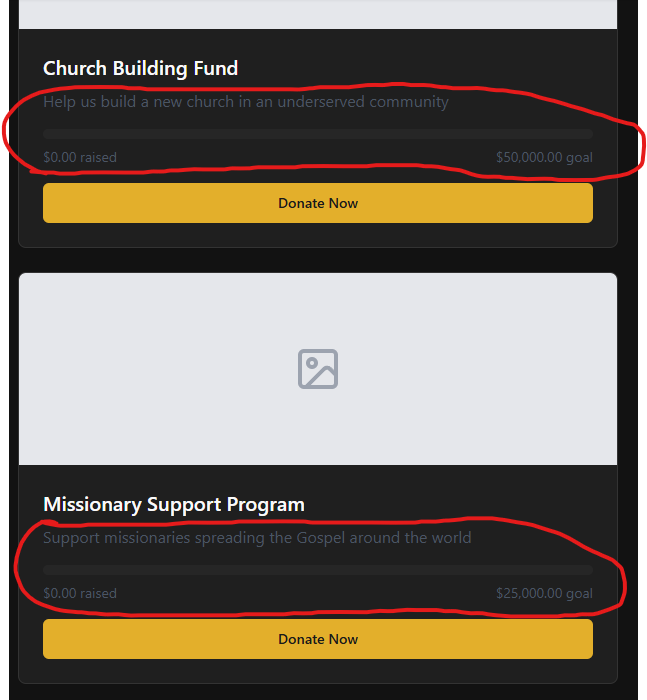 Church Building Fund
Help us build a new church in an underserved community
$0.00 raised $50,000.00 goal
Donate Now
Missionary Support Program
Support missionaries spreading the Gospel around the world
$0.00 raised $25,000.00 goal
Donate Now